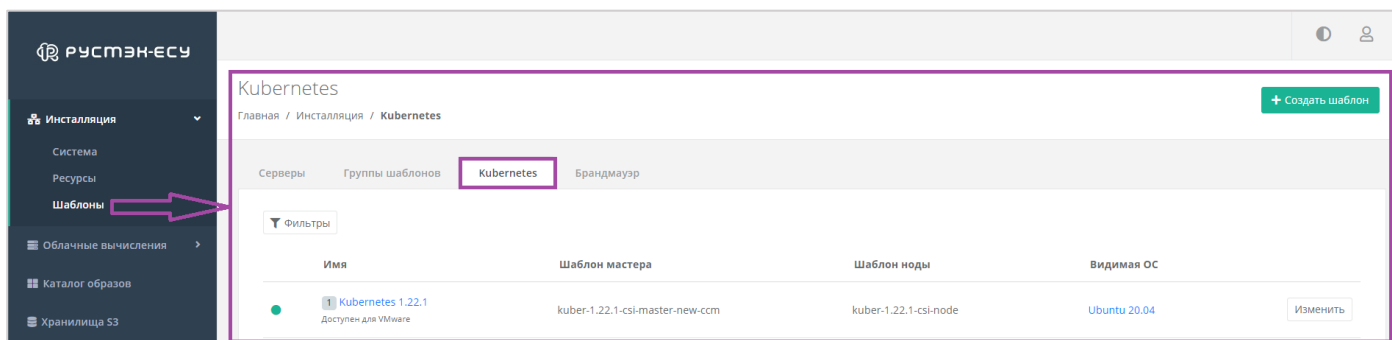 РУСТЭК-ЕСУ
Инсталляция
Система
Ресурсы
Шаблоны
Облачные вычисления
Каталог образов
Хранилища S3
Kubernetes
Главная / Инсталляция / Kubernetes
+ Создать шаблон
Серверы Группы шаблонов Kubernetes Брандмауэр
Фильтры
Имя Шаблон мастера Шаблон ноды Видимая ОС
1 Kubernetes 1.22.1
Доступен для VMware
kuber-1.22.1-csi-master-new-ccm kuber-1.22.1-csi-node Ubuntu 20.04 Изменить